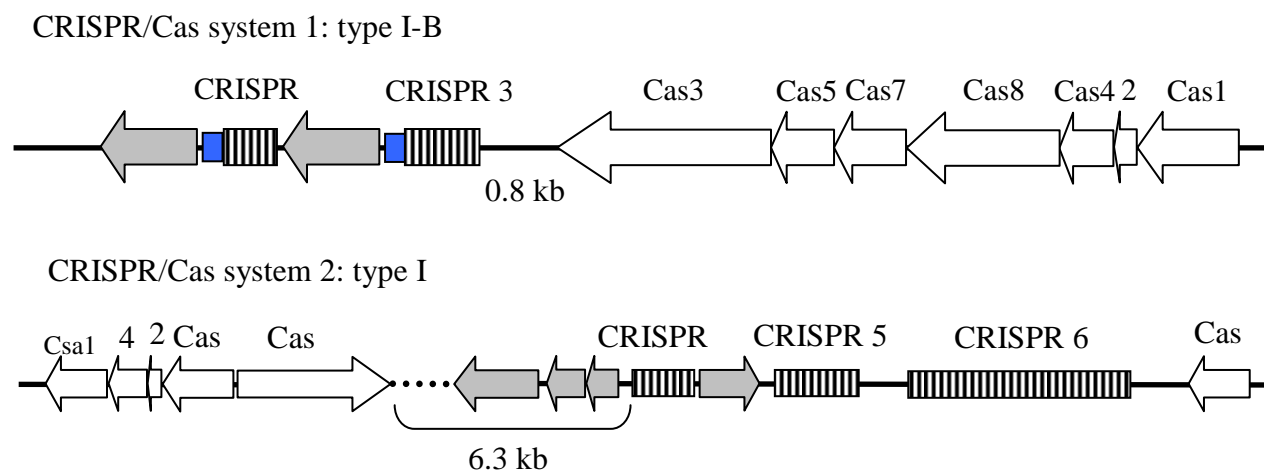 CRISPR/Cas system 1: type I-B
CRISPR CRISPR 3 Cas3 Cas5 Cas7 Cas8 Cas4 2 Cas1
0.8 kb
CRISPR/Cas system 2: type I
Csa1 4 2 Cas Cas CRISPR CRISPR 5 CRISPR 6 Cas
6.3 kb